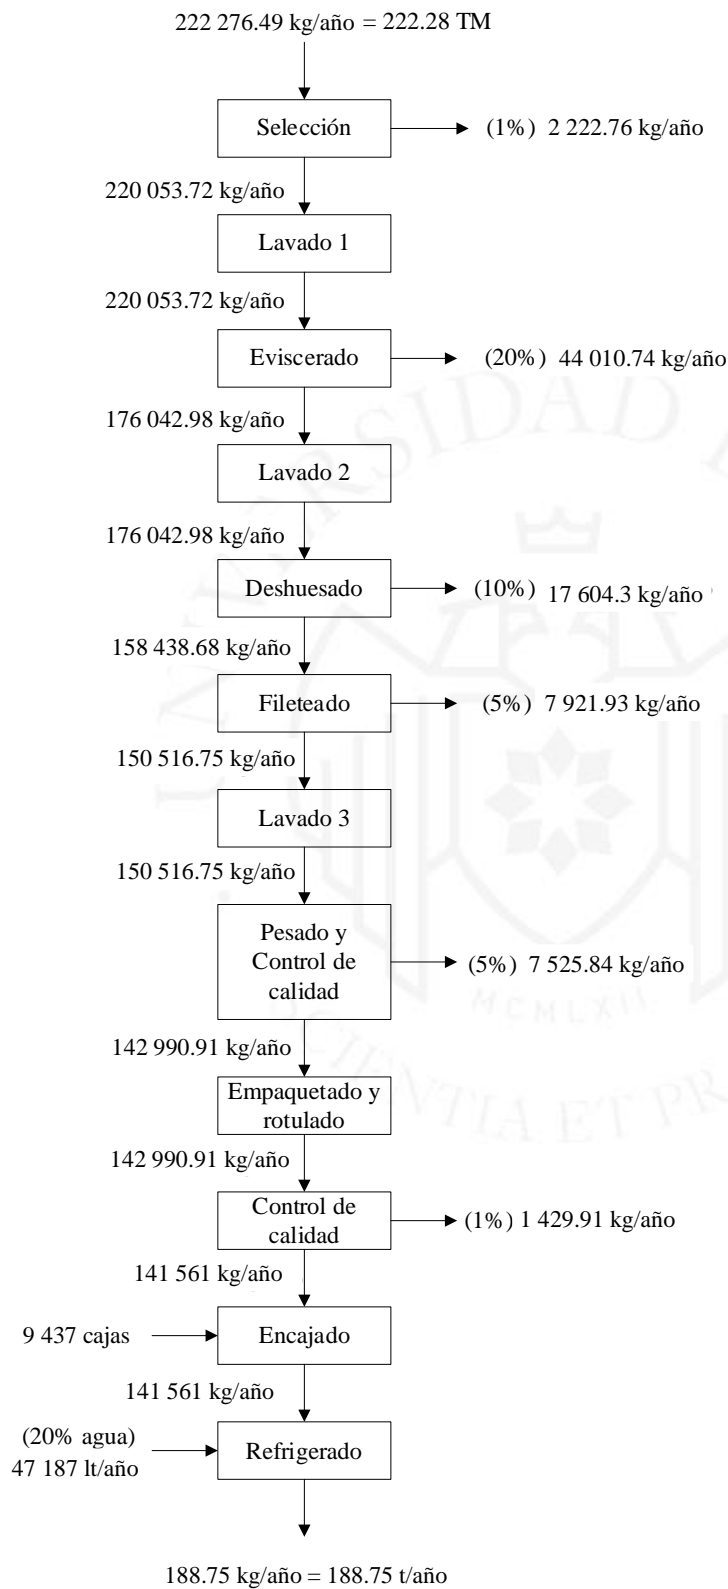 222 276.49 kg/año = 222.28 TM
Selección
(1%) 2 222.76 kg/año
220 053.72 kg/año
Lavado 1
220 053.72 kg/año
Eviscerado
(20%) 44 010.74 kg/año
176 042.98 kg/año
Lavado 2
176 042.98 kg/año
Deshuesado
(10%) 17 604.3 kg/año
158 438.68 kg/año
Fileteado
(5%) 7 921.93 kg/año
150 516.75 kg/año
Lavado 3
150 516.75 kg/año
Pesado y
Control de
calidad
(5%) 7 525.84 kg/año
MCMLXII
142 990.91 kg/año
Empaquetado y
rotulado
SCIENTIA ET PR
142 990.91 kg/año
Control de
calidad
(1%) 1 429.91 kg/año
141 561 kg/año
9 437 cajas
Encajado
141 561 kg/año
(20% agua)
47 187 lt/año
Refrigerado
188.75 kg/año = 188.75 t/año